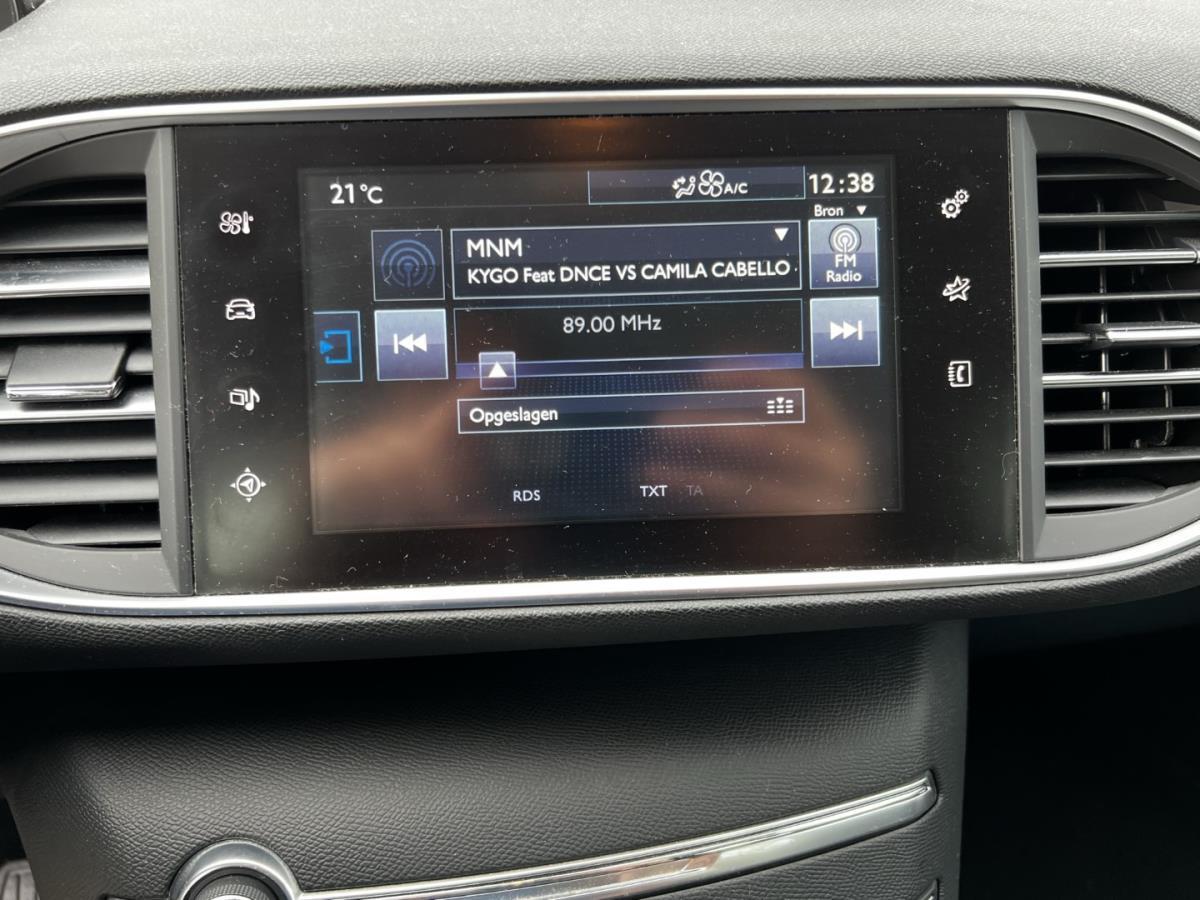 21°C
A/C
12:38
Bron
MNM
KYGO Feat DNCE VS CAMILA CABELLO
FM
Radio
89.00 MHz
Opgeslagen
RDS
TXT
TA